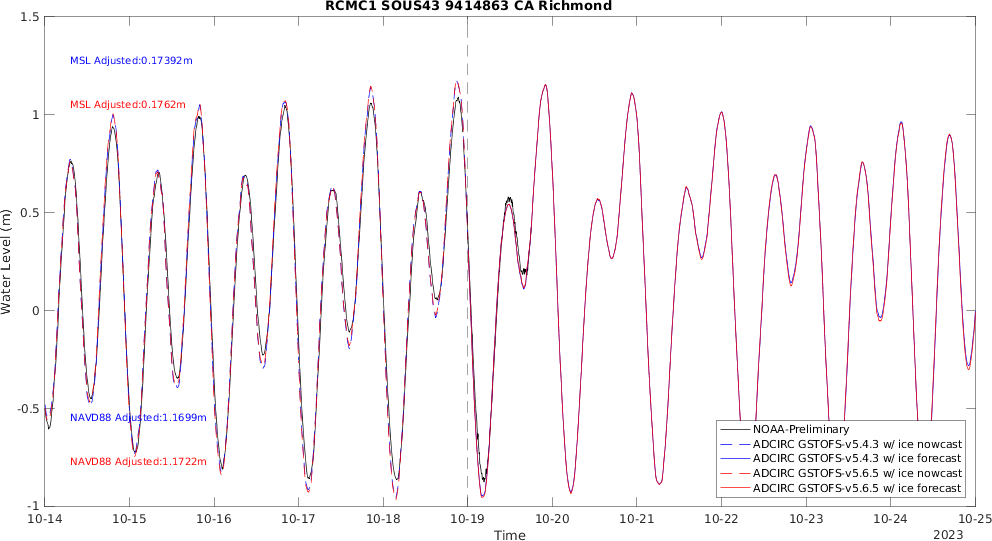 RCMC1 SOUS43 9414863 CA Richmond
1.5
MSL Adjusted:0.17392m
MSL Adjusted:0.1762m
1
0.5
Water Level (m)
0
-0.5
NAVD88 Adjusted:1.1699m
NAVD88 Adjusted:1.1722m
NOAA-Preliminary
ADCIRC GSTOFS-v5.4.3 w/ ice nowcast
ADCIRC GSTOFS-v5.4.3 w/ ice forecast
ADCIRC GSTOFS-v5.6.5 w/ ice nowcast
ADCIRC GSTOFS-v5.6.5 w/ ice forecast
-1
10-14 10-15 10-16 10-17 10-18 10-19 10-20 10-21 10-22 10-23 10-24 10-25
Time
2023